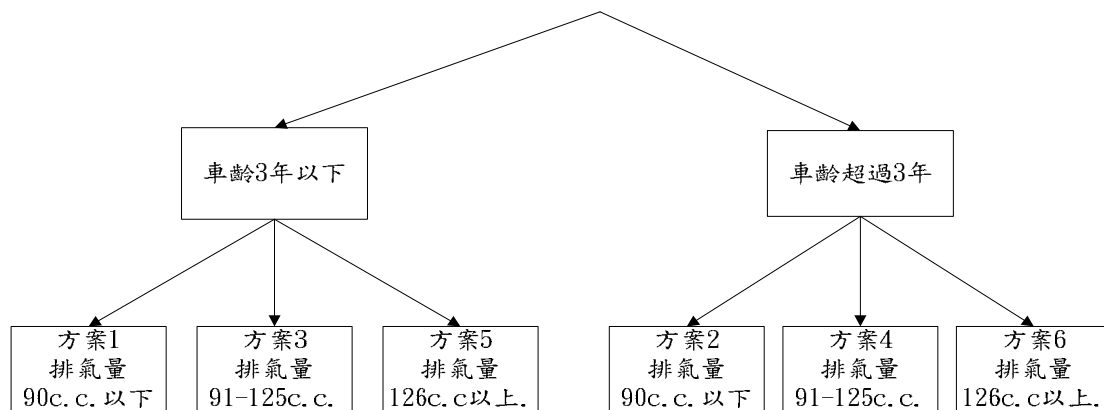 車齡3年以下
車齡超過3年
方案1
排氣量
90c.c.以下
方案3
排氣量
91-125c.c.
方案5
排氣量
126c.c以上.
方案2
排氣量
90c.c.以下
方案4
排氣量
91-125c.c.
方案6
排氣量
126c.c以上.